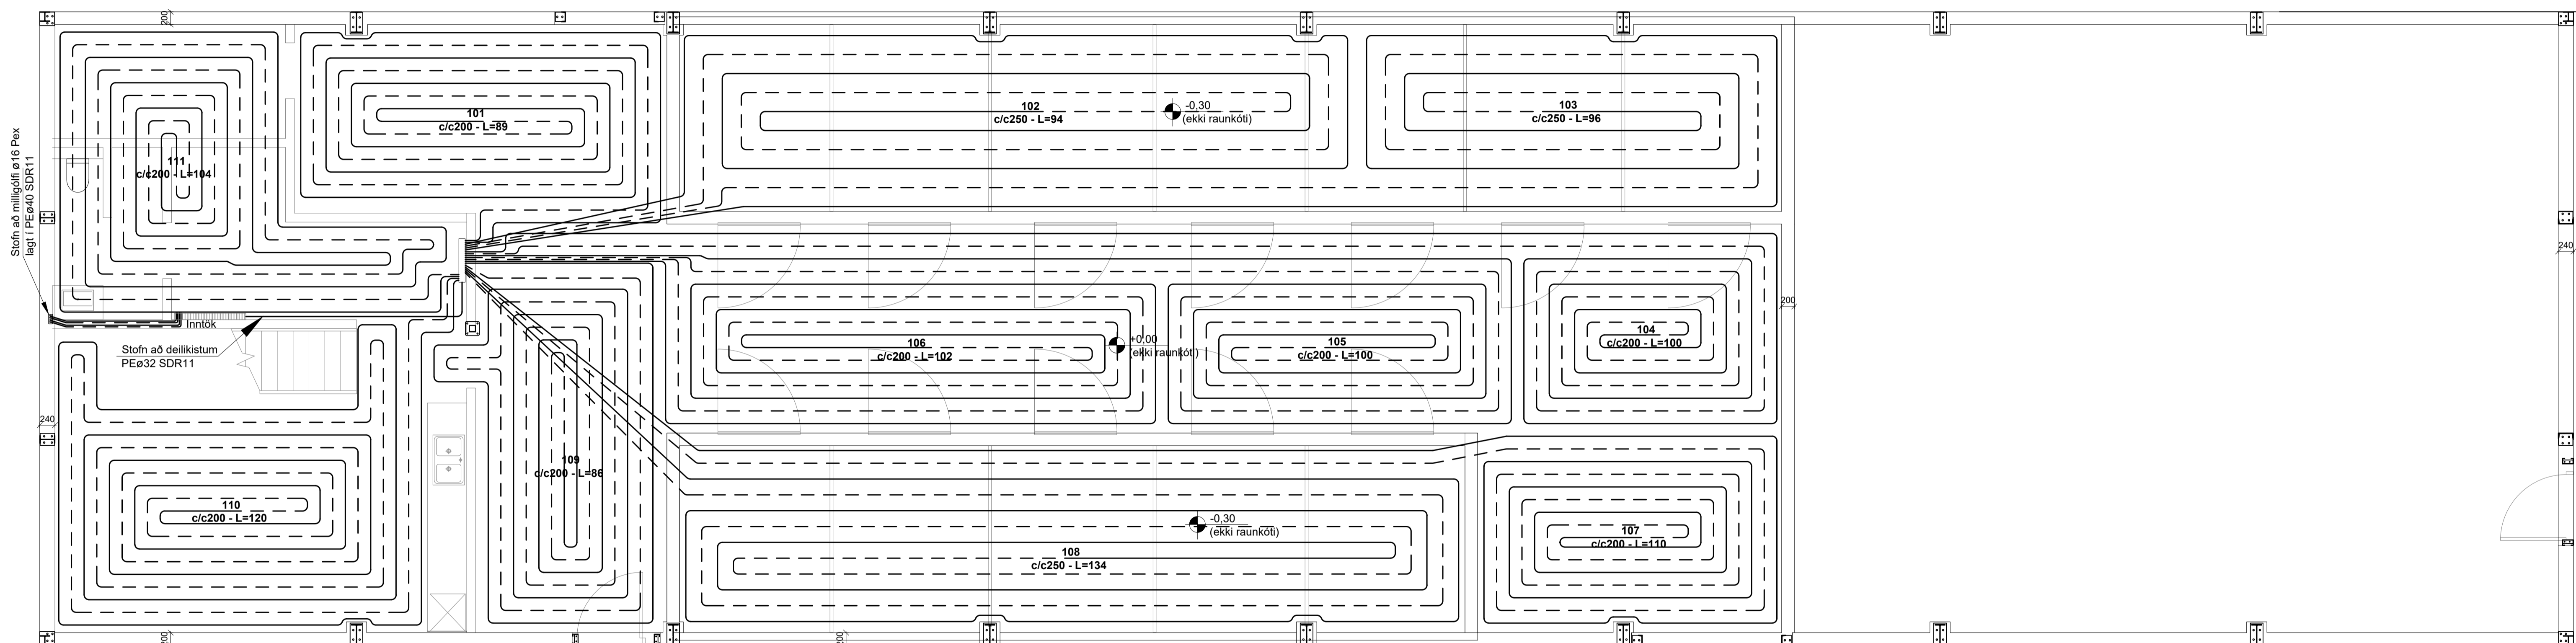 200
101
c/c200 - L=89
102
c/c250 - L=94
-0,30
(ekki raunkóti)
103
c/c250 - L=96
Stofn að milligólfi ø16 Pex
lagt í PEø40 SDR11
111
c/c200 - L=104
240
200
Inntök
Stofn að deilikistum
PEø32 SDR11
106
c/c200 - L=102
+0,00
(ekki raunkóti)
105
c/c200 - L=100
104
c/c200 - L=100
240
109
c/c200 - L=86
110
c/c200 - L=120
-0,30
(ekki raunkóti)
107
c/c200 - L=110
108
c/c250 - L=134
200
200